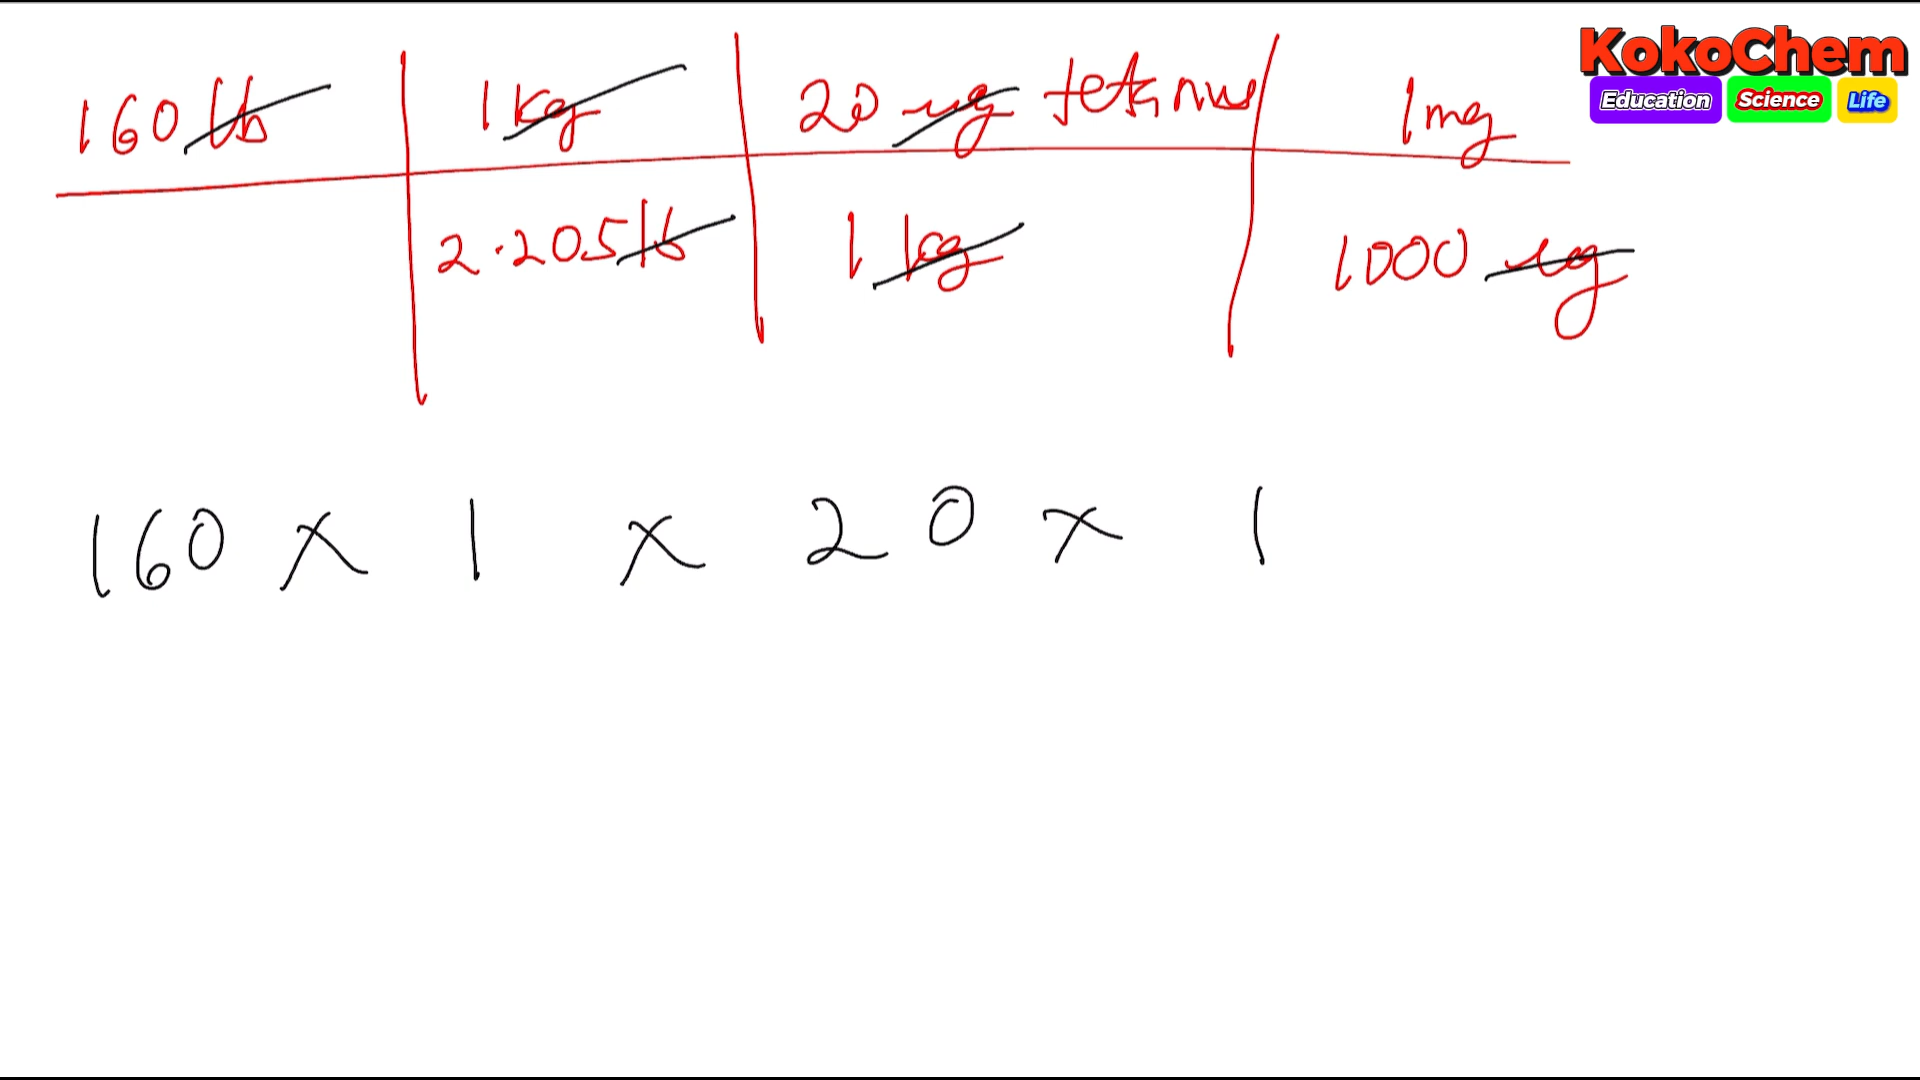 KokoChem
Education Science Life
160 lb 1 kg 20 ug tetanus 1 mg
2.205 lb 1 kg 1000 ug
160 x 1 x 20 x 1